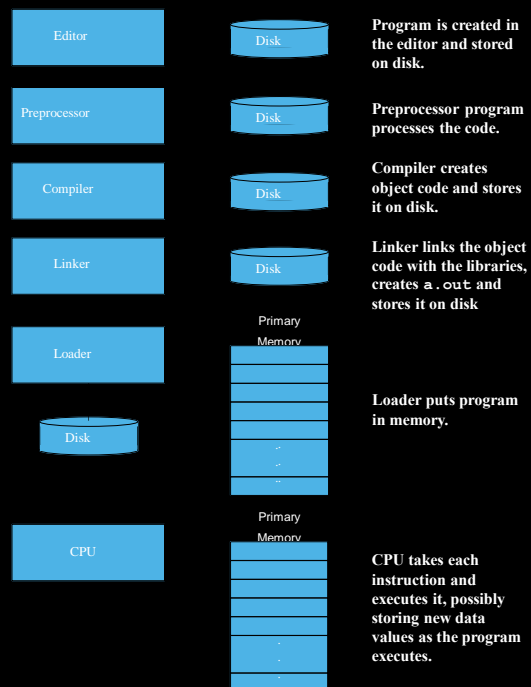 Editor
Disk
Program is created in
the editor and stored
on disk.
Preprocessor
Disk
Preprocessor program
processes the code.
Compiler
Disk
Compiler creates
object code and stores
it on disk.
Linker
Disk
Linker links the object
code with the libraries,
creates a.out and
stores it on disk
Loader
Disk
Primary
Memory
Loader puts program
in memory.
CPU
Primary
Memory
CPU takes each
instruction and
executes it, possibly
storing new data
values as the program
executes.